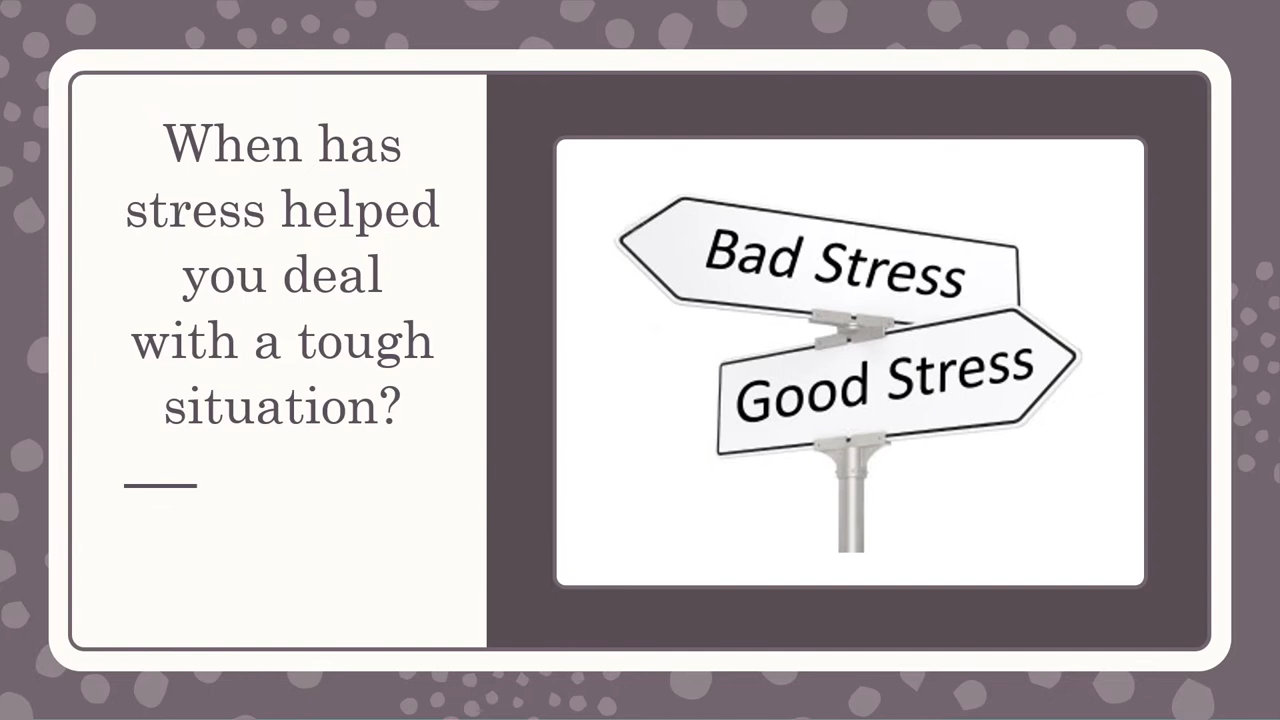 When has
stress helped
you deal
with a tough
situation?
Bad Stress
Good Stress